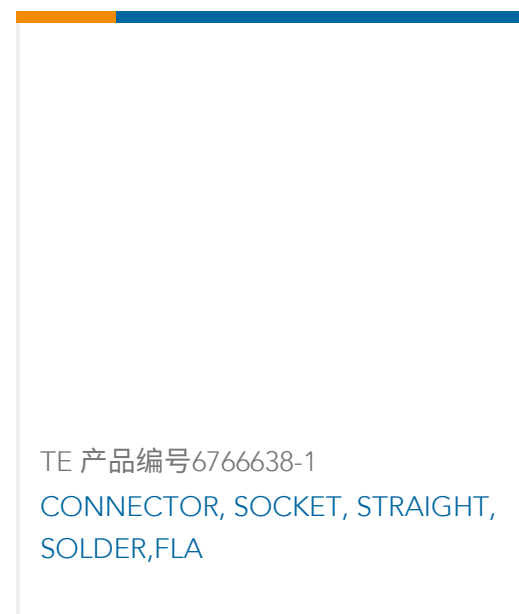 TE 产品编号6766638-1
CONNECTOR, SOCKET, STRAIGHT,
SOLDER,FLA